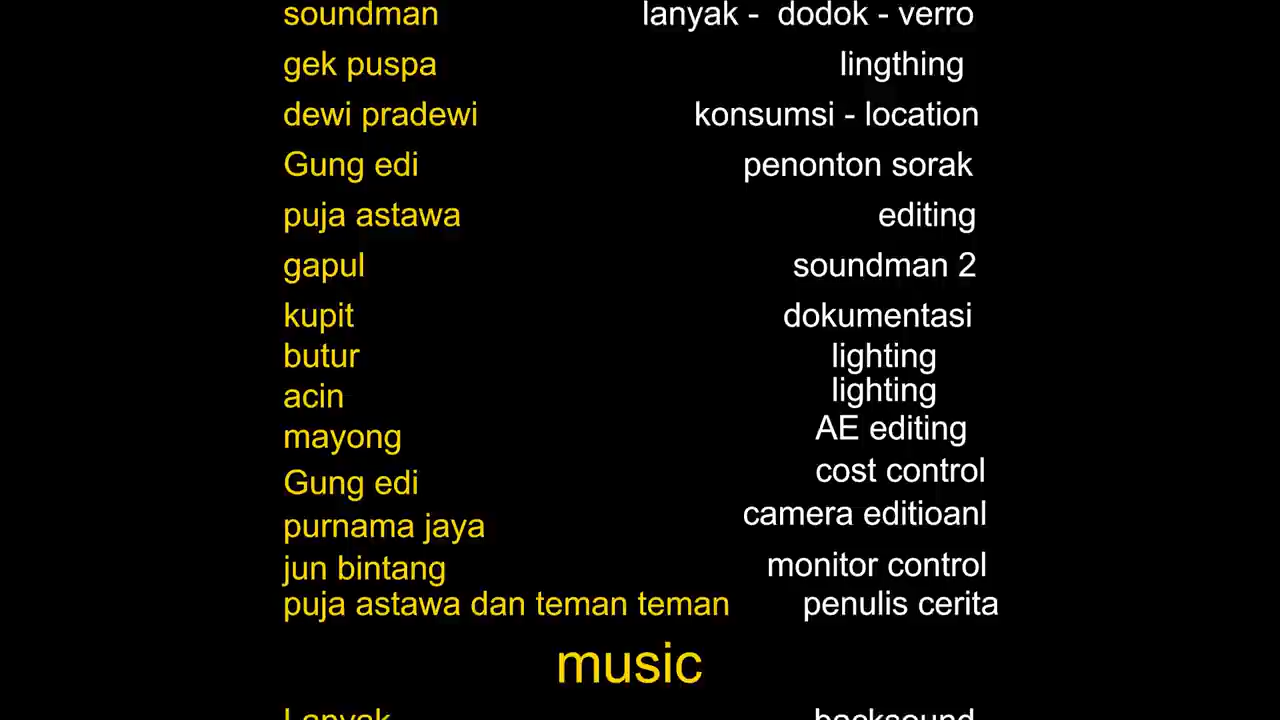 soundman lanyak - dodok - verro
gek puspa lingthing
dewi pradewi konsumsi - location
Gung edi penonton sorak
puja astawa editing
gapul soundman 2
kupit dokumentasi
butur lighting
acin lighting
mayong AE editing
Gung edi cost control
purnama jaya camera editioanl
jun bintang monitor control
puja astawa dan teman teman penulis cerita
music
Lanyak backsound